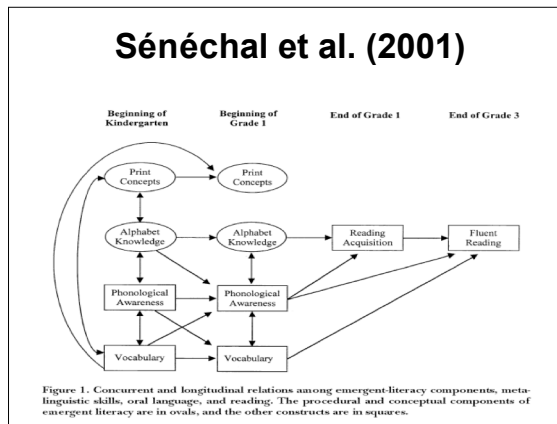 Sénéchal et al. (2001)
Beginning of
Kindergarten
Beginning of
Grade 1
End of Grade 1
End of Grade 3
Print
Concepts
Print
Concepts
Alphabet
Knowledge
Alphabet
Knowledge
Reading
Acquisition
Fluent
Reading
Phonological
Awareness
Phonological
Awareness
Vocabulary
Vocabulary
Figure 1. Concurrent and longitudinal relations among emergent-literacy components, meta-
linguistic skills, oral language, and reading. The procedural and conceptual components of
emergent literacy are in ovals, and the other constructs are in squares.